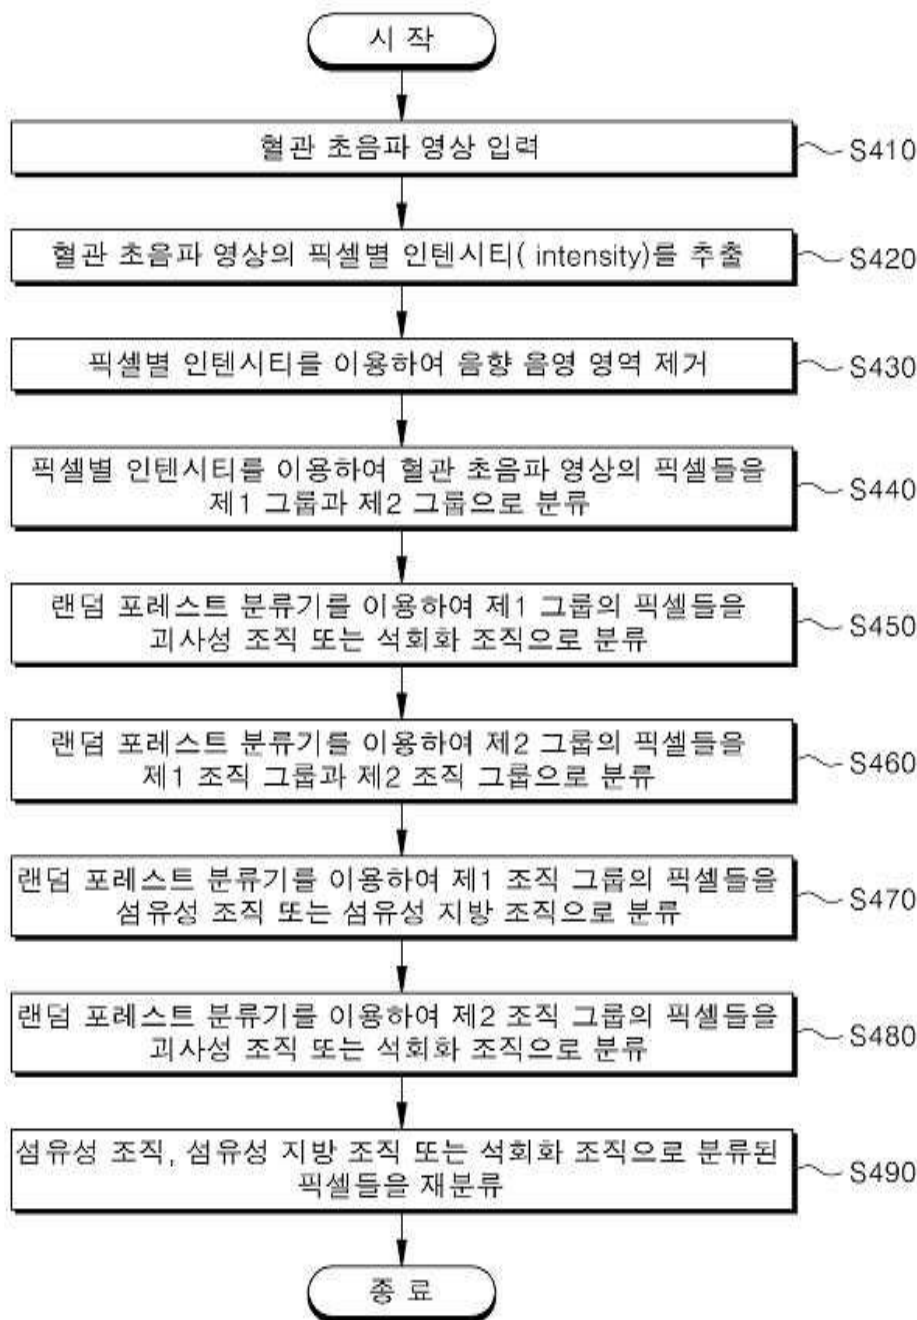 시 작
혈관 초음파 영상 입력
S410
혈관 초음파 영상의 픽셀별 인텐시티( intensity)를 추출
S420
픽셀별 인텐시티를 이용하여 음향 음영 영역 제거
S430
픽셀별 인텐시티를 이용하여 혈관 초음파 영상의 픽셀들을
제1 그룹과 제2 그룹으로 분류
S440
랜덤 포레스트 분류기를 이용하여 제1 그룹의 픽셀들을
괴사성 조직 또는 석회화 조직으로 분류
S450
랜덤 포레스트 분류기를 이용하여 제2 그룹의 픽셀들을
제1 조직 그룹과 제2 조직 그룹으로 분류
S460
랜덤 포레스트 분류기를 이용하여 제1 조직 그룹의 픽셀들을
섬유성 조직 또는 섬유성 지방 조직으로 분류
S470
랜덤 포레스트 분류기를 이용하여 제2 조직 그룹의 픽셀들을
괴사성 조직 또는 석회화 조직으로 분류
S480
섬유성 조직, 섬유성 지방 조직 또는 석회화 조직으로 분류된
픽셀들을 재분류
S490
종 료